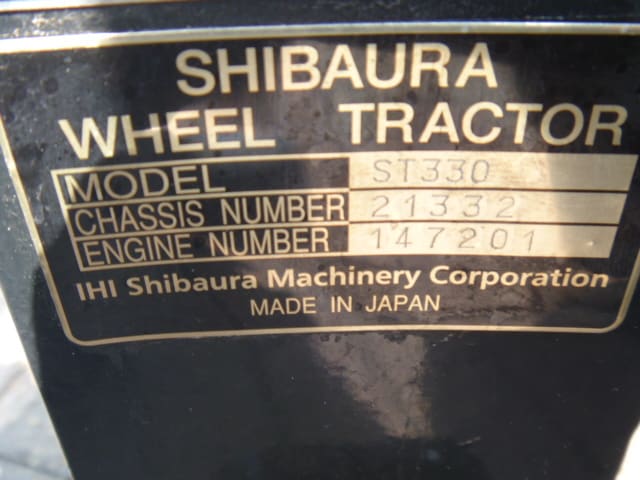 SHIBAURA
WHEEL TRACTOR
MODEL ST330
CHASSIS NUMBER 21332
ENGINE NUMBER 147201
IHI Shibaura Machinery Corporation
MADE IN JAPAN